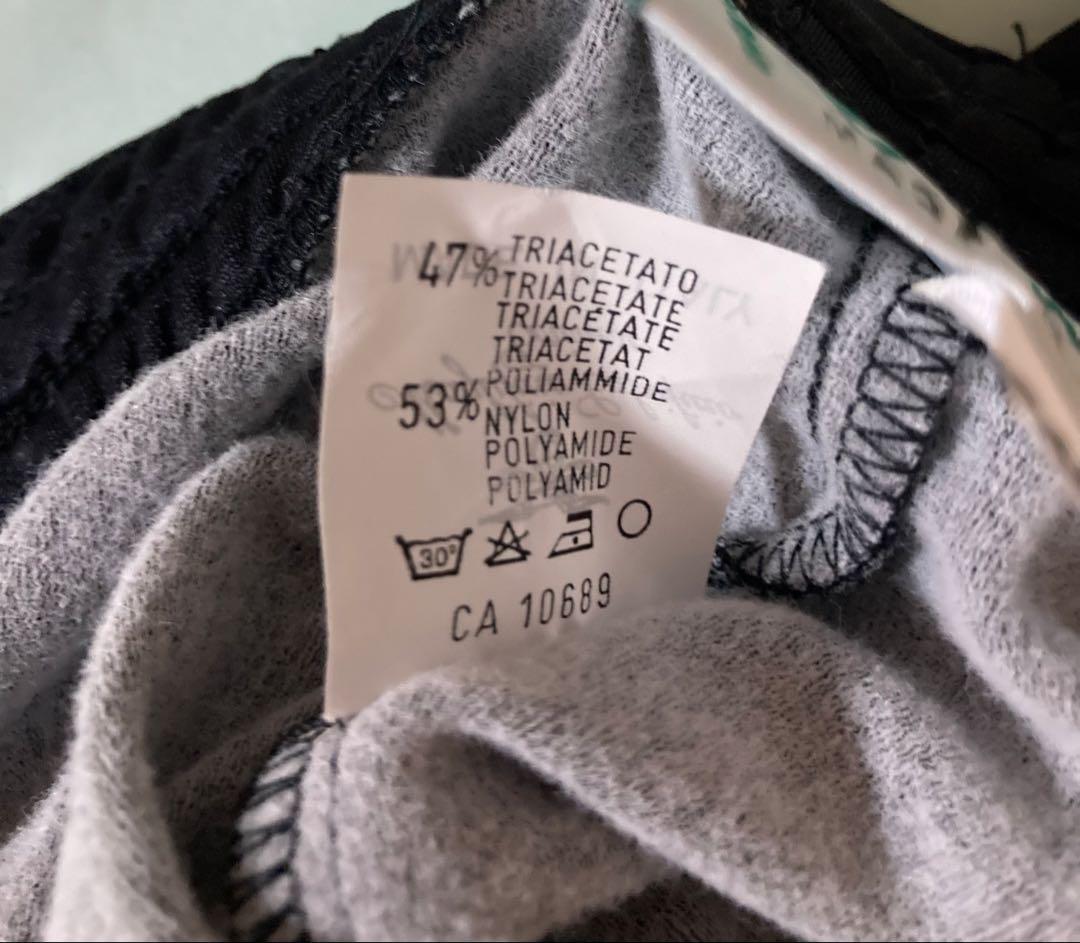 47% TRIACETATO
TRIACETATE
TRIACÉTATE
TRIACETAT
53% POLIAMMIDE
NYLON
POLYAMIDE
POLYAMID
30°
CA 10689